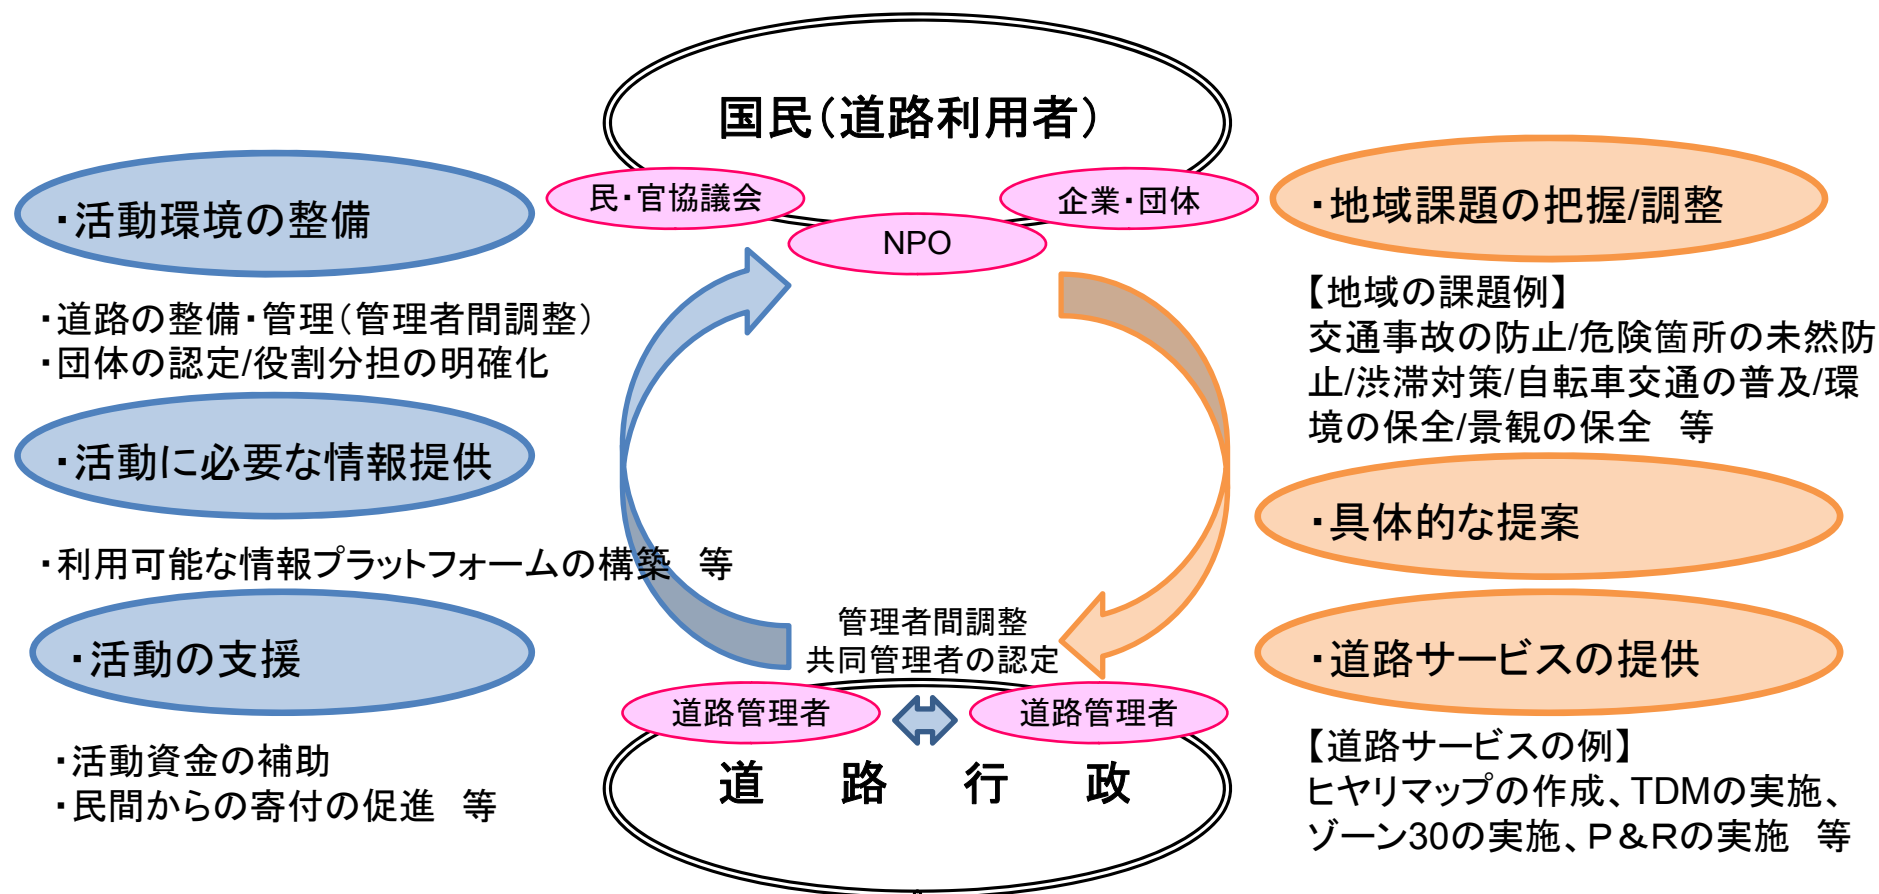 国民（道路利用者）
民・官協議会
企業・団体
NPO
・活動環境の整備
・道路の整備・管理（管理者間調整）
・団体の認定/役割分担の明確化
・活動に必要な情報提供
・利用可能な情報プラットフォームの構築　等
・活動の支援
・活動資金の補助
・民間からの寄付の促進　等
・地域課題の把握/調整
【地域の課題例】
交通事故の防止/危険箇所の未然防
止/渋滞対策/自転車交通の普及/環
境の保全/景観の保全　等
・具体的な提案
・道路サービスの提供
【道路サービスの例】
ヒヤリマップの作成、TDMの実施、
ゾーン30の実施、P＆Rの実施　等
管理者間調整
共同管理者の認定
道路管理者
道路管理者
道　路　行　政